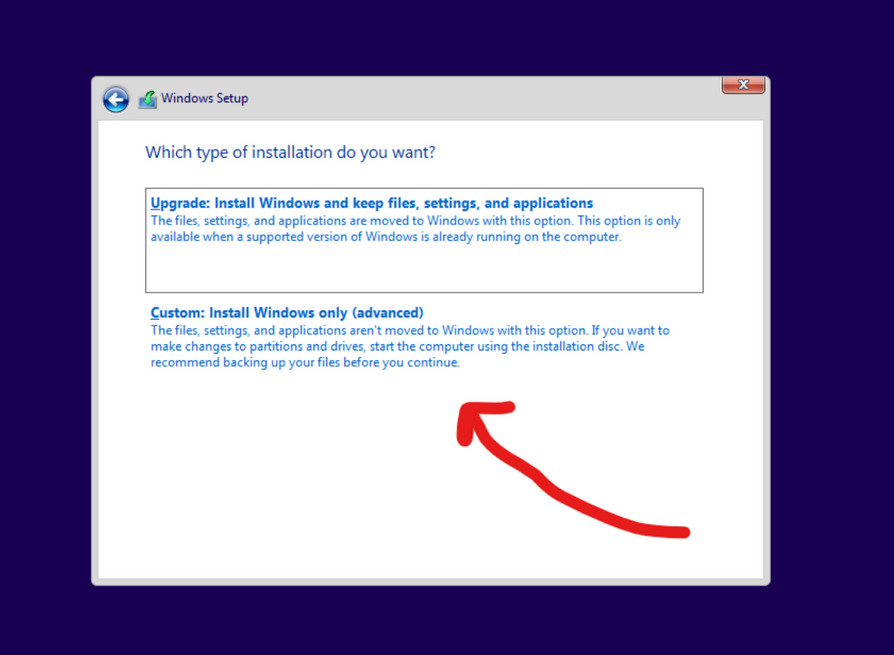 Windows Setup
Which type of installation do you want?
Upgrade: Install Windows and keep files, settings, and applications
The files, settings, and applications are moved to Windows with this option. This option is only
available when a supported version of Windows is already running on the computer.
Custom: Install Windows only (advanced)
The files, settings, and applications aren't moved to Windows with this option. If you want to
make changes to partitions and drives, start the computer using the installation disc. We
recommend backing up your files before you continue.